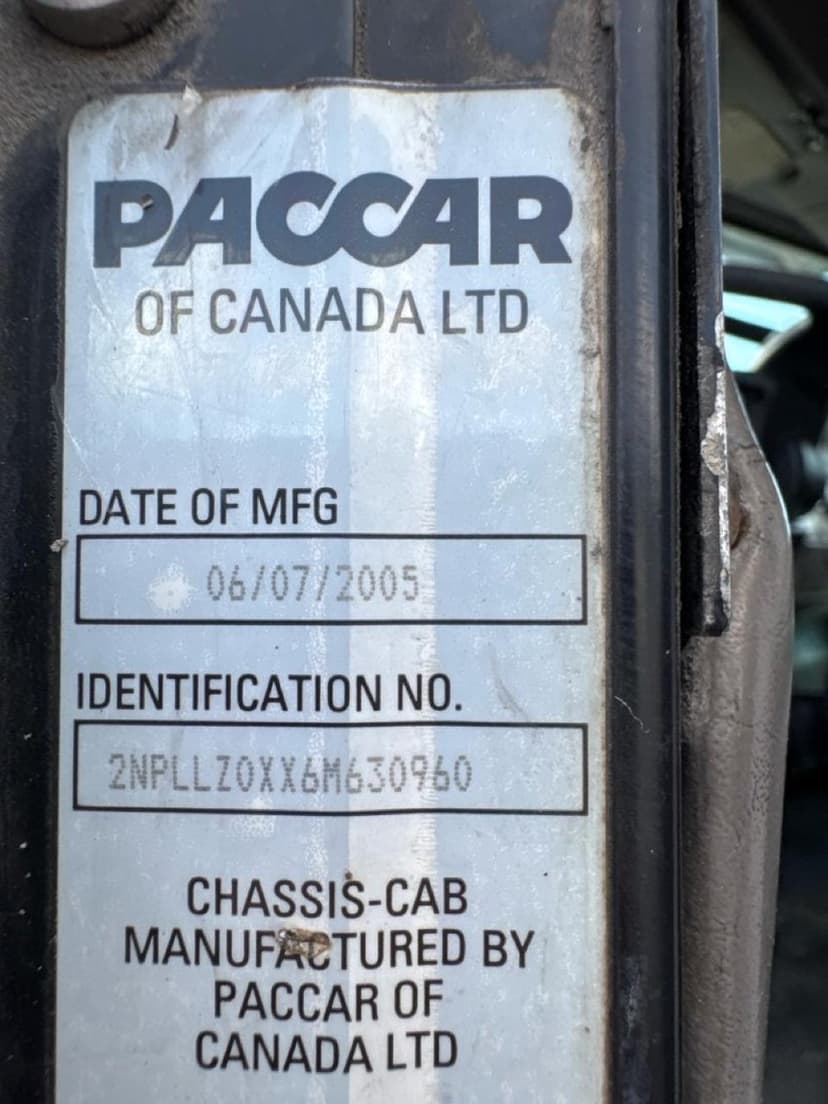 PACCAR
OF CANADA LTD
DATE OF MFG
06/07/2005
IDENTIFICATION NO.
2NPLLZ0XX6M630960
CHASSIS-CAB
MANUFACTURED BY
PACCAR OF
CANADA LTD